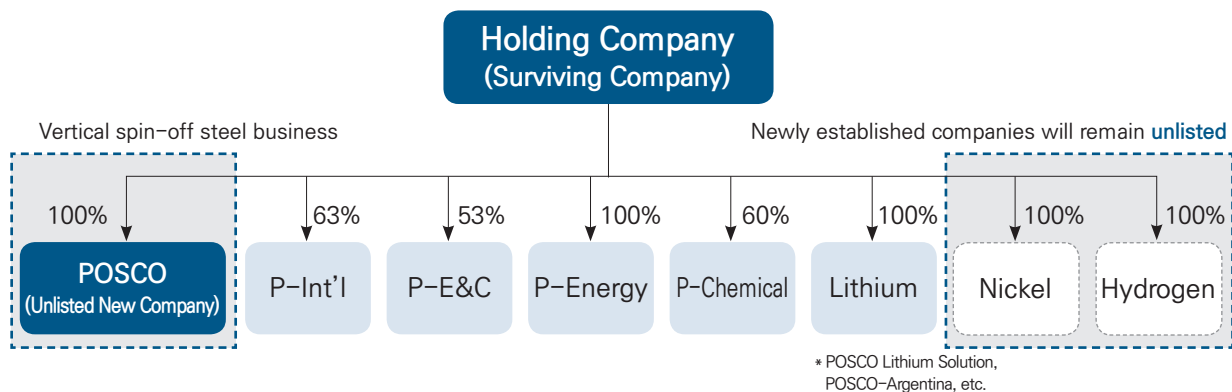 Holding Company
(Surviving Company)
Vertical spin-off steel business
Newly established companies will remain unlisted
100%
63%
53%
100%
60%
100%
100%
100%
POSCO
(Unlisted New Company)
P-Int'l
P-E&C
P-Energy
P-Chemical
Lithium
Nickel
Hydrogen
* POSCO Lithium Solution,
POSCO-Argentina, etc.